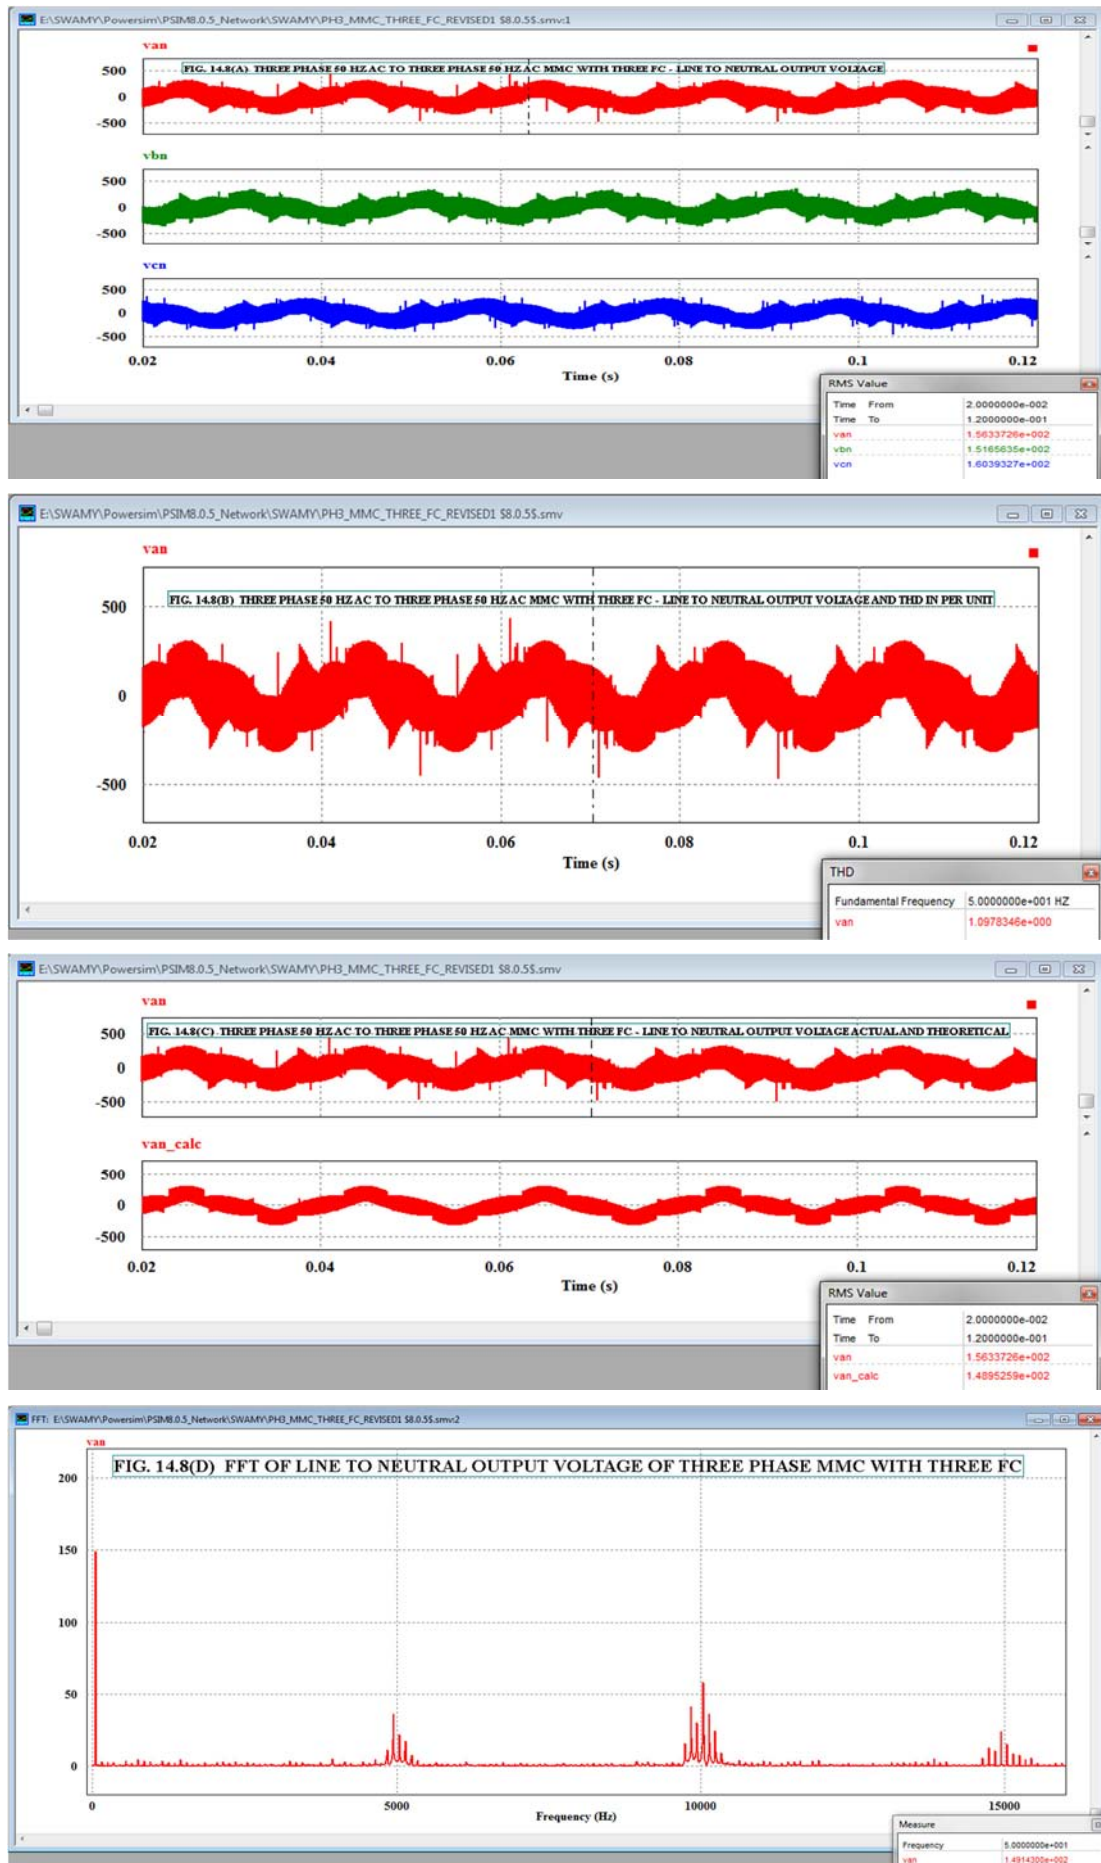 E:\SWAMY\Powersim\PSIM8.0.5_Network\SWAMY\PH3_MMC_THREE_FC_REVISED1 $8.0.5$.smv:1
van
FIG. 14.8(A) THREE PHASE 50 HZ AC TO THREE PHASE 50 HZ AC MMC WITH THREE FC - LINE TO NEUTRAL OUTPUT VOLTAGE
500
0
-500
vbn
500
0
-500
vcn
500
0
-500
0.02 0.04 0.06 0.08 0.1 0.12
Time (s)
RMS Value
Time From 2.0000000e-002
Time To 1.2000000e-001
van 1.5633726e+002
vbn 1.5165635e+002
vcn 1.6039327e+002
E:\SWAMY\Powersim\PSIM8.0.5_Network\SWAMY\PH3_MMC_THREE_FC_REVISED1 $8.0.5$.smv
van
FIG. 14.8(B) THREE PHASE 50 HZ AC TO THREE PHASE 50 HZ AC MMC WITH THREE FC - LINE TO NEUTRAL OUTPUT VOLTAGE AND THD IN PER UNIT
500
0
-500
0.02 0.04 0.06 0.08 0.1 0.12
Time (s)
THD
Fundamental Frequency 5.0000000e+001 HZ
van 1.0978346e+000
E:\SWAMY\Powersim\PSIM8.0.5_Network\SWAMY\PH3_MMC_THREE_FC_REVISED1 $8.0.5$.smv
van
FIG. 14.8(C) THREE PHASE 50 HZ AC TO THREE PHASE 50 HZ AC MMC WITH THREE FC - LINE TO NEUTRAL OUTPUT VOLTAGE ACTUAL AND THEORETICAL
500
0
-500
van_calc
500
0
-500
0.02 0.04 0.06 0.08 0.1 0.12
Time (s)
RMS Value
Time From 2.0000000e-002
Time To 1.2000000e-001
van 1.5633726e+002
van_calc 1.4895259e+002
FFT: E:\SWAMY\Powersim\PSIM8.0.5_Network\SWAMY\PH3_MMC_THREE_FC_REVISED1 $8.0.5$.smv:2
van
FIG. 14.8(D) FFT OF LINE TO NEUTRAL OUTPUT VOLTAGE OF THREE PHASE MMC WITH THREE FC
200
150
100
50
0
0 5000 10000 15000
Frequency (Hz)
Measure
Frequency 5.0000000e+001
van 1.4914300e+002